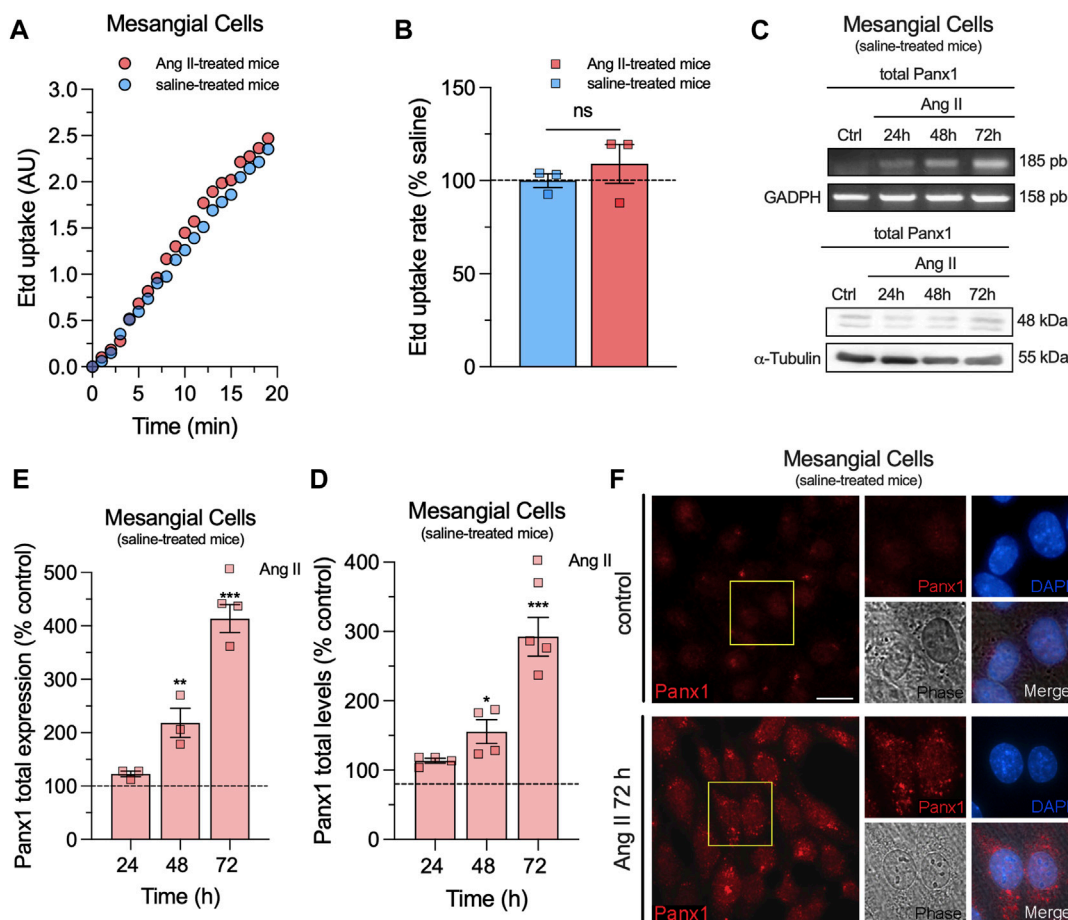 A
Mesangial Cells
Ang II-treated mice
saline-treated mice
Etd uptake (AU)
3.0
2.5
2.0
1.5
1.0
0.5
0.0
0 5 10 15 20
Time (min)
B
Ang II-treated mice
saline-treated mice
Etd uptake rate (% saline)
150
100
50
0
ns
C
Mesangial Cells
(saline-treated mice)
total Panx1
Ang II
Ctrl 24h 48h 72h
185 pb
GADPH 158 pb
total Panx1
Ang II
Ctrl 24h 48h 72h
48 kDa
α-Tubulin 55 kDa
E
Mesangial Cells
(saline-treated mice)
Ang II
Panx1 total expression (% control)
500
400
300
200
100
0
**
***
24 48 72
Time (h)
D
Mesangial Cells
(saline-treated mice)
Ang II
Panx1 total levels (% control)
400
300
200
150
100
50
0
*
***
24 48 72
Time (h)
F
Mesangial Cells
(saline-treated mice)
control
Panx1
Panx1
DAPI
Phase
Merge
Ang II 72 h
Panx1
Panx1
DAPI
Phase
Merge